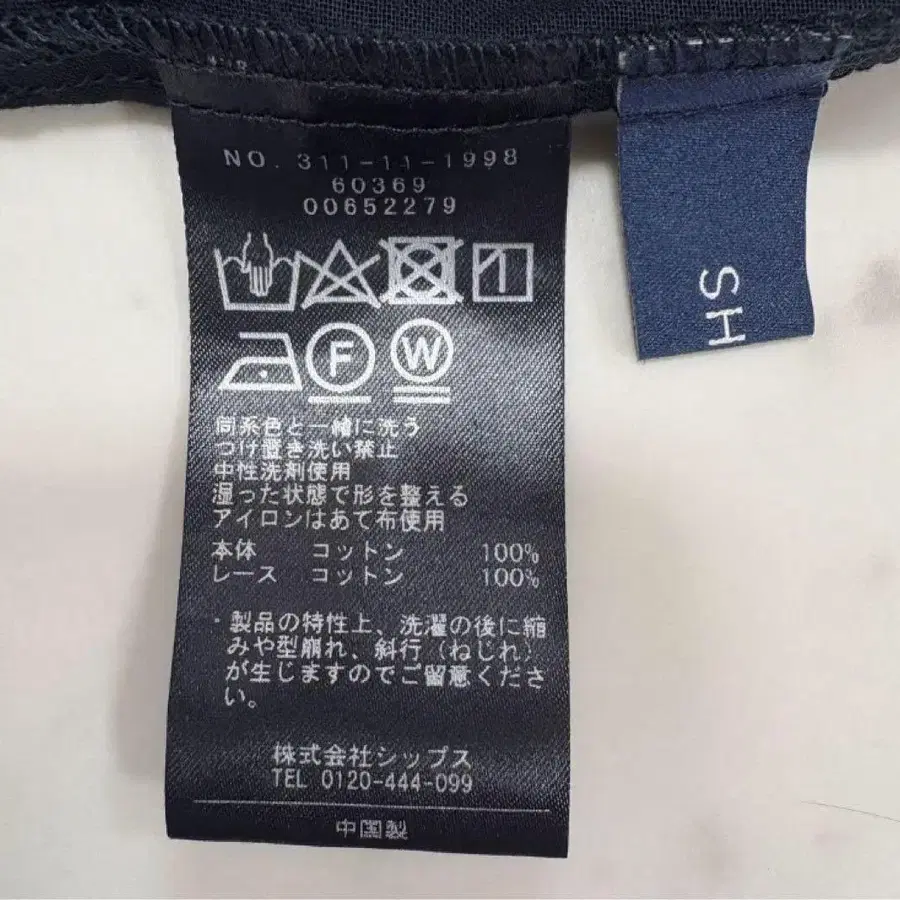 NO. 311-11-1998
60369
00652279
F
W
同系色と一緒に洗う
つけ置き洗い禁止
中性洗剤使用
湿った状態で形を整える
アイロンはあて布使用
本体 コットン 100%
レース コットン 100%
・製品の特性上、洗濯の後に縮
みや型崩れ、斜行（ねじれ）
が生じますのでご留意くださ
い。
株式会社シップス
TEL 0120-444-099
中国製
SH